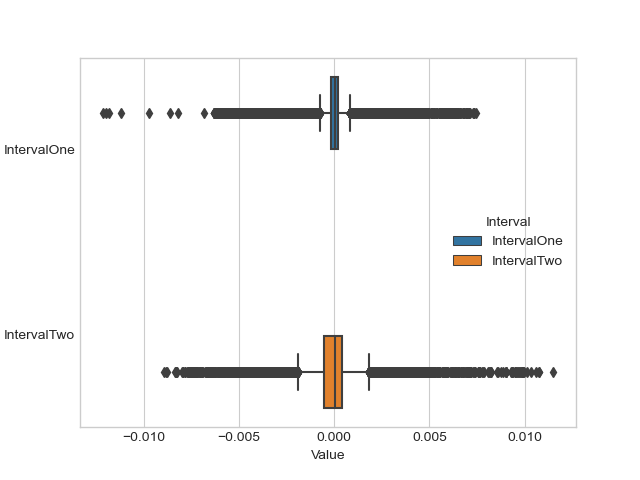 IntervalOne
IntervalTwo
Interval
IntervalOne
IntervalTwo
−0.010 −0.005 0.000 0.005 0.010
Value